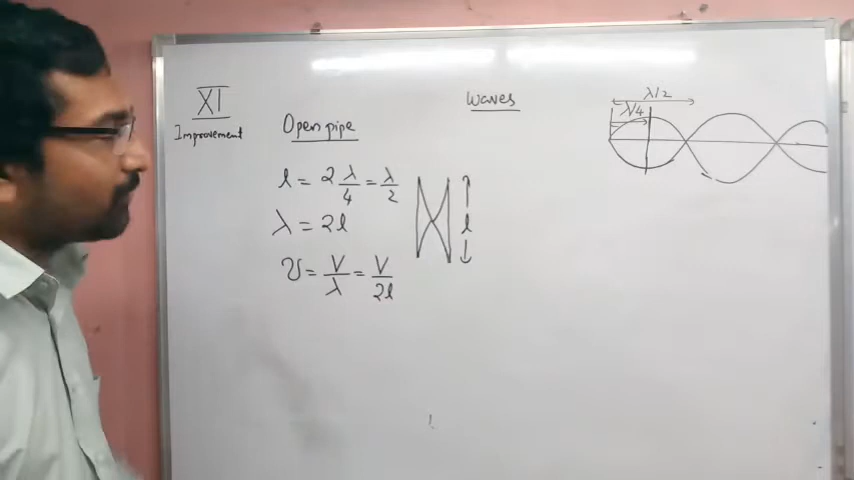 XI
Improvement
Waves
Open pipe
l = 2 λ/4 = λ/2
λ = 2l
υ = V/λ = V/2l
l
λ/2
λ/4